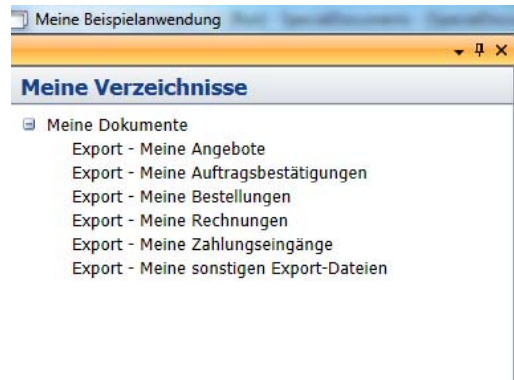 Meine Beispielanwendung
Meine Verzeichnisse
Meine Dokumente
Export - Meine Angebote
Export - Meine Auftragsbestätigungen
Export - Meine Bestellungen
Export - Meine Rechnungen
Export - Meine Zahlungseingänge
Export - Meine sonstigen Export-Dateien